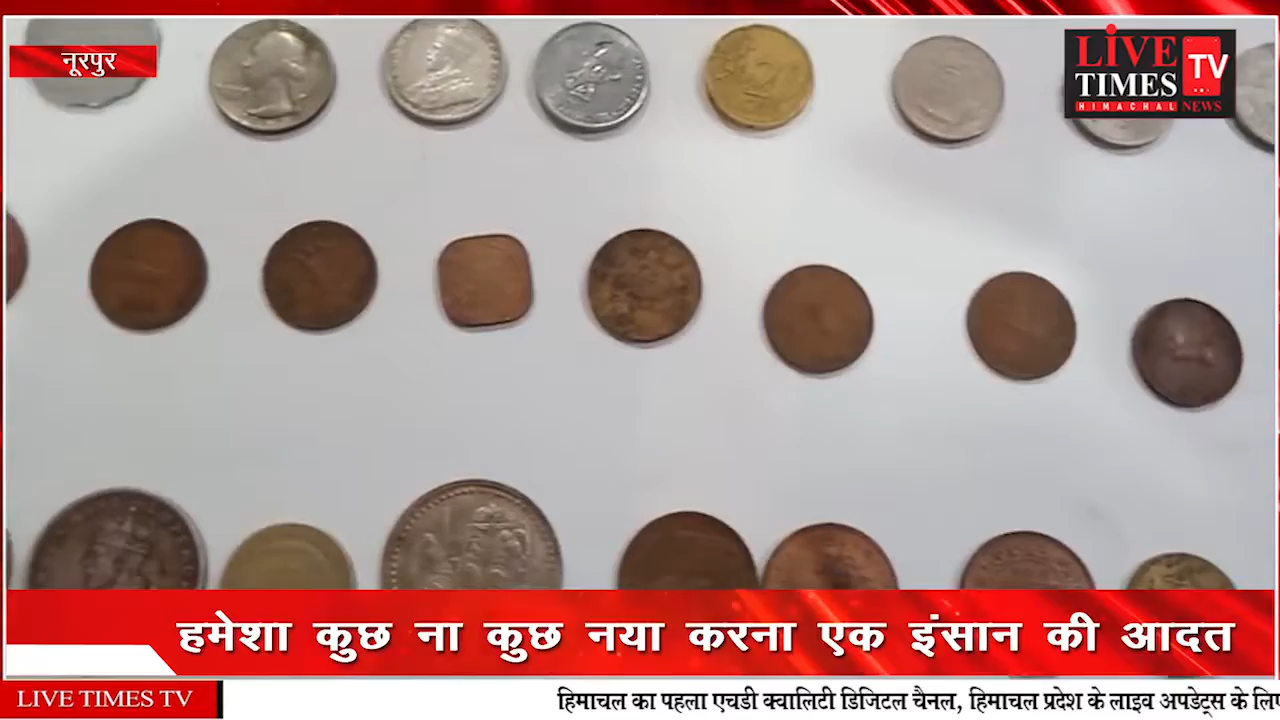 नूरपुर
LIVE
TIMES
TV
HIMACHAL NEWS
हमेशा कुछ ना कुछ नया करना एक इंसान की आदत
LIVE TIMES TV
हिमाचल का पहला एचडी क्वालिटी डिजिटल चैनल, हिमाचल प्रदेश के लाइव अपडेट्स के लि